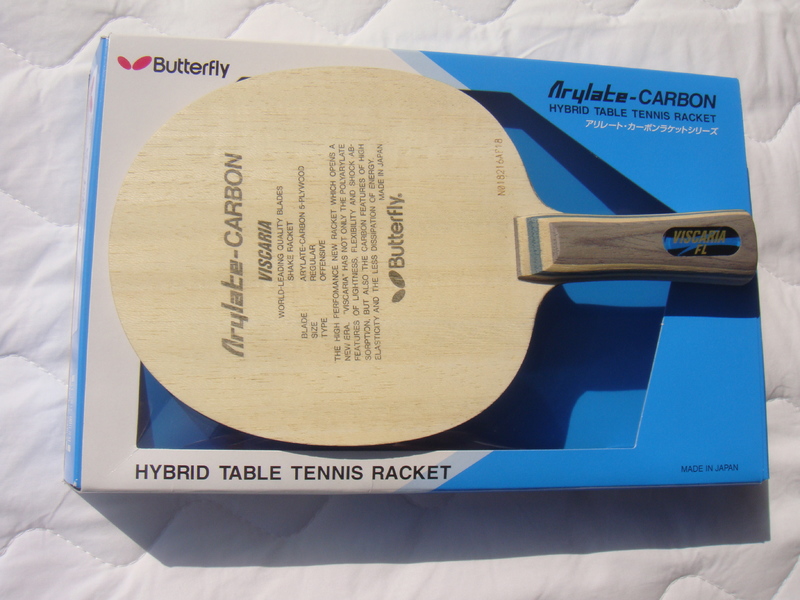 Butterfly
Arylate-CARBON
HYBRID TABLE TENNIS RACKET
アリレート・カーボンラケットシリーズ
Arylate-CARBON
VISCARIA
WORLD-LEADING QUALITY BLADES
SHAKE RACKET
BLADE ARYLATE-CARBON 5-PLYWOOD
SIZE REGULAR
TYPE OFFENSIVE
THE HIGH PERFOMANCE NEW RACKET WHICH OPENS A
NEW ERA. "VISCARIA" HAS NOT ONLY THE POLYARYLATE
FEATURES OF LIGHTNESS, FLEXIBILITY AND SHOCK AB-
SORPTION, BUT ALSO THE CARBON FEATURES OF HIGH
ELASTICITY AND THE LESS DISSIPATION OF ENERGY.
MADE IN JAPAN
Butterfly.
VISCARIA
FL
HYBRID TABLE TENNIS RACKET
MADE IN JAPAN